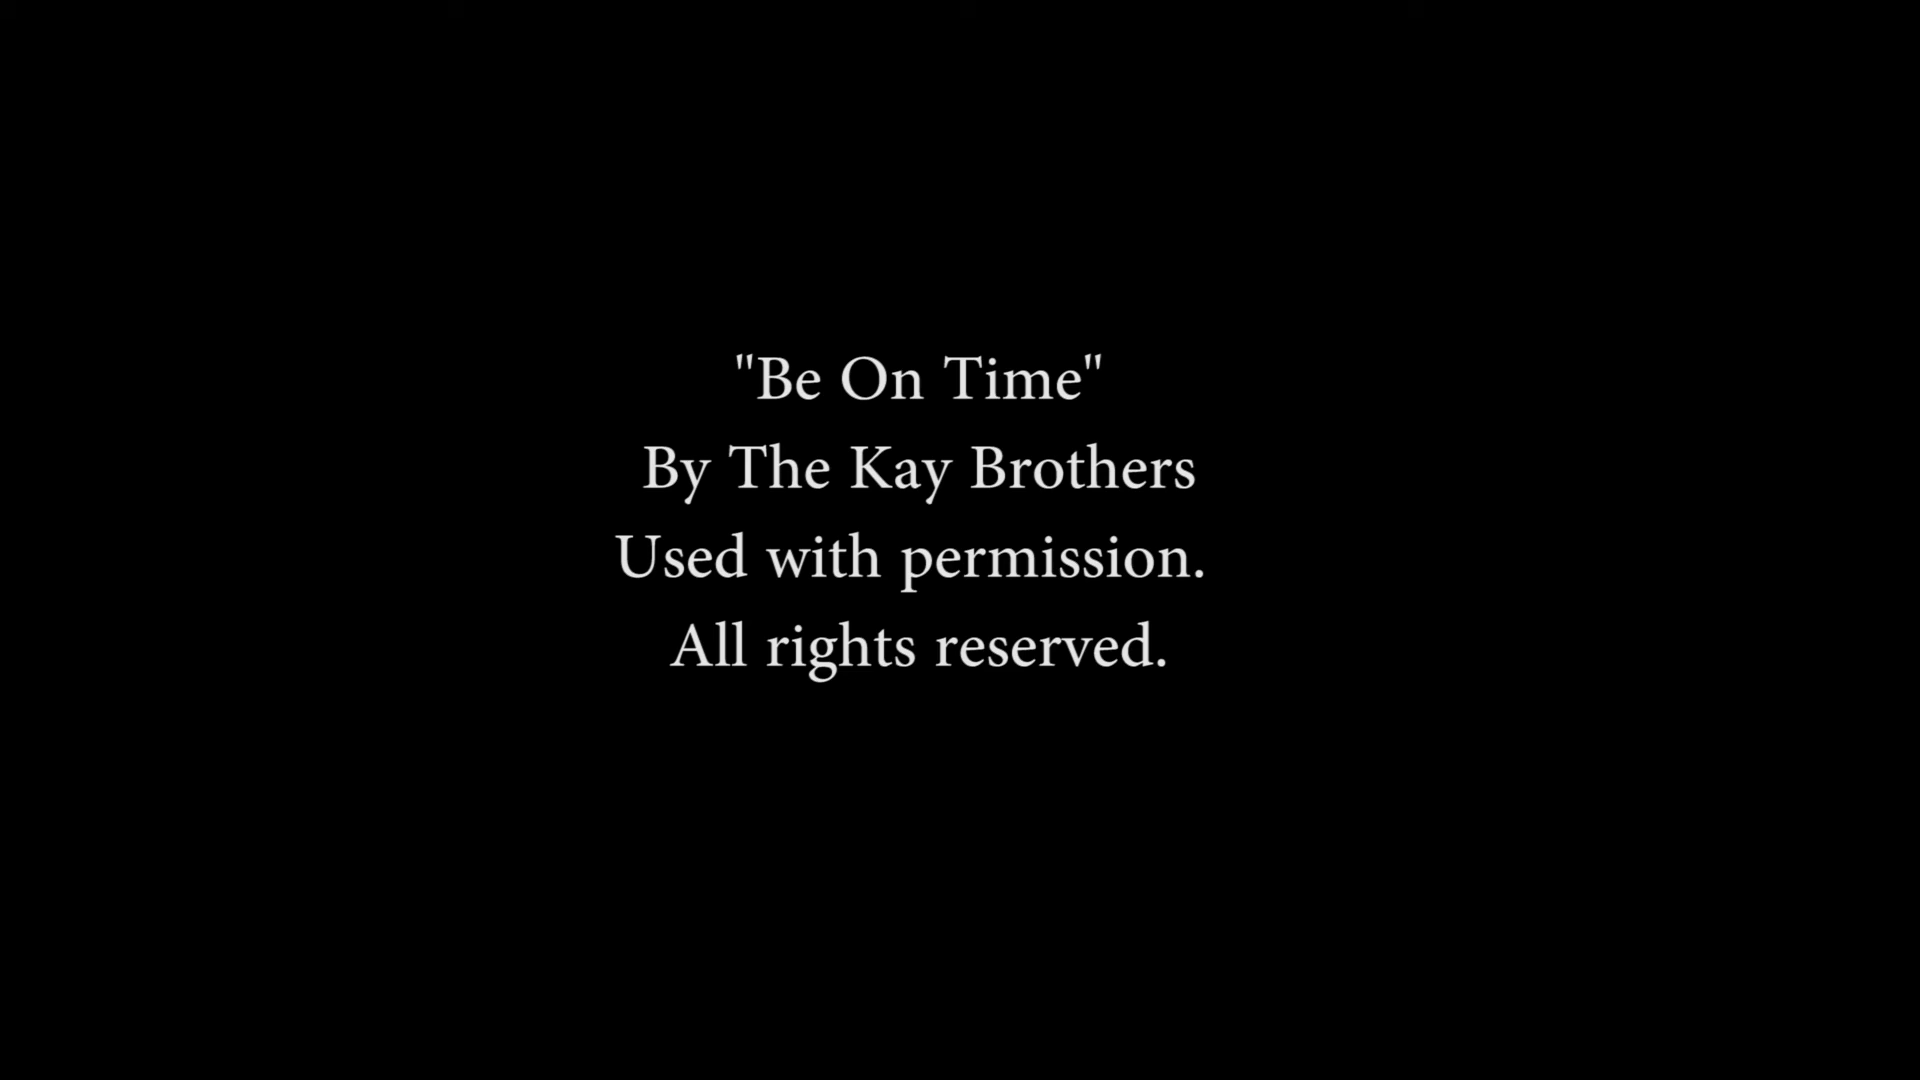 "Be On Time"
By The Kay Brothers
Used with permission.
All rights reserved.